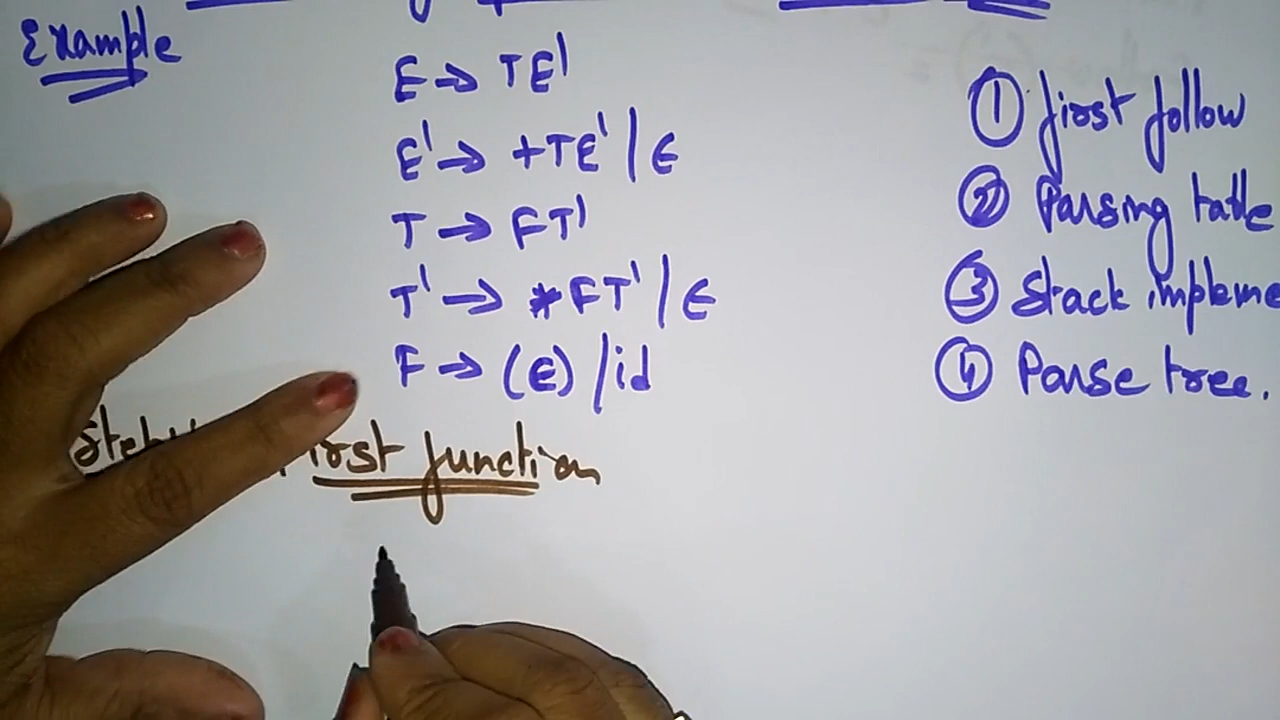 Example
E → TE'
E' → +TE' / ε
T → FT'
T' → *FT' / ε
F → (E) / id
① first follow
② Parsing table
③ Stack impleme
④ Parse tree.
first function